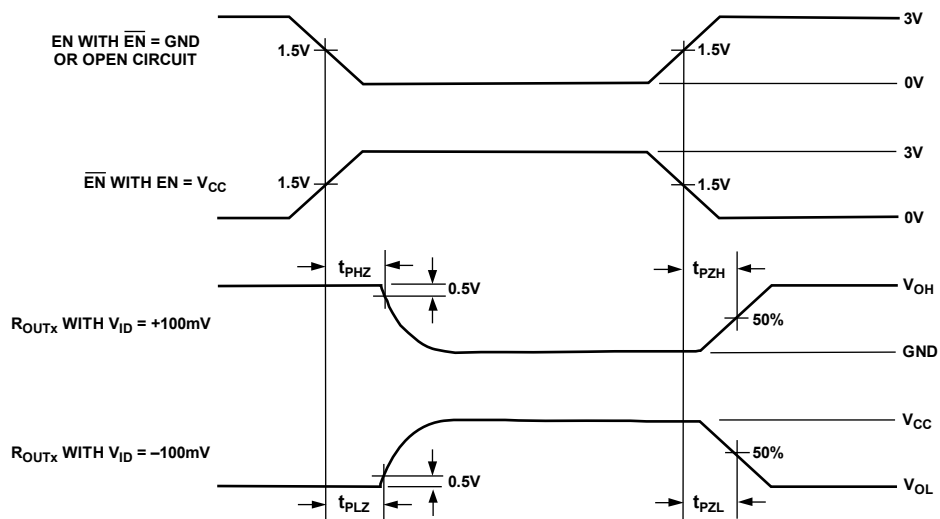 EN WITH E̅N̅ = GND
OR OPEN CIRCUIT
1.5V
1.5V
3V
0V
E̅N̅ WITH EN = VCC
1.5V
1.5V
3V
0V
tPHZ
0.5V
tPZH
VOH
ROUTx WITH VID = +100mV
50%
GND
VCC
ROUTx WITH VID = –100mV
50%
0.5V
VOL
tPLZ
tPZL